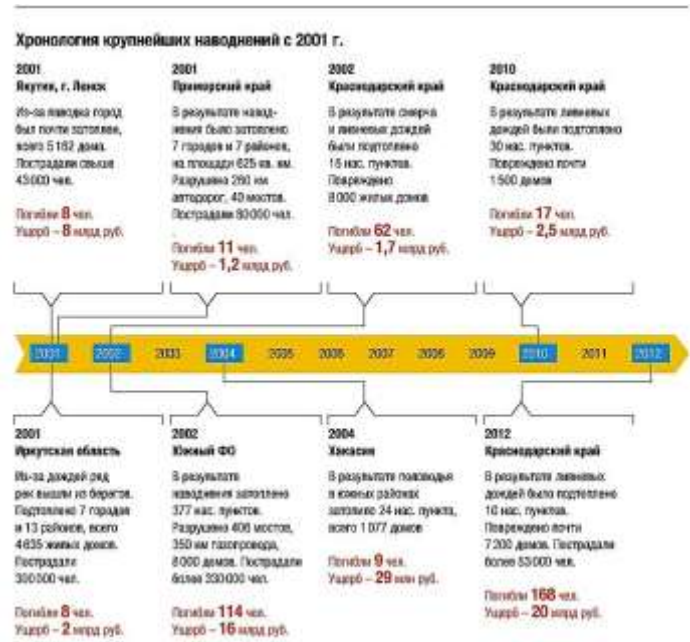 Хронология крупнейших наводнений с 2001 г.
2001
Якутия, г. Ленск
Из-за паводка город
был почти затоплен,
всего 5 162 дома.
Пострадали свыше
43 000 чел.
Погибли 8 чел.
Ущерб – 8 млрд руб.
2001
Приморский край
В результате навод-
нения было затоплено
7 городов и 7 районов,
на площади 625 кв. км.
Разрушено 260 км
автодорог, 40 мостов.
Пострадали 80 000 чел.
Погибли 11 чел.
Ущерб – 1,2 млрд руб.
2002
Краснодарский край
В результате смерча
и ливневых дождей
были подтоплено
15 нас. пунктов.
Повреждено
8 000 жилых домов
Погибли 62 чел.
Ущерб – 1,7 млрд руб.
2010
Краснодарский край
В результате ливневых
дождей были подтоплено
30 нас. пунктов.
Повреждено почти
1 500 домов
Погибли 17 чел.
Ущерб – 2,5 млрд руб.
2001 2002 2003 2004 2005 2006 2007 2008 2009 2010 2011 2012
2001
Иркутская область
Из-за дождей ряд
рек вышли из берегов.
Подтоплено 7 городов
и 13 районов, всего
4 635 жилых домов.
Пострадали
300 000 чел.
Погибли 8 чел.
Ущерб – 2 млрд руб.
2002
Южный ФО
В результате
наводнения затоплено
377 нас. пунктов.
Разрушено 406 мостов,
350 км газопровода,
8 000 домов. Пострадали
более 330 000 чел.
Погибли 114 чел.
Ущерб – 16 млрд руб.
2004
Хакасия
В результате половодья
в южных районах
затопило 24 нас. пункта,
всего 1 077 домов
Погибли 9 чел.
Ущерб – 29 млн руб.
2012
Краснодарский край
В результате ливневых
дождей было подтоплено
10 нас. пунктов.
Повреждено почти
7 200 домов. Пострадали
более 53 000 чел.
Погибли 168 чел.
Ущерб – 20 млрд руб.